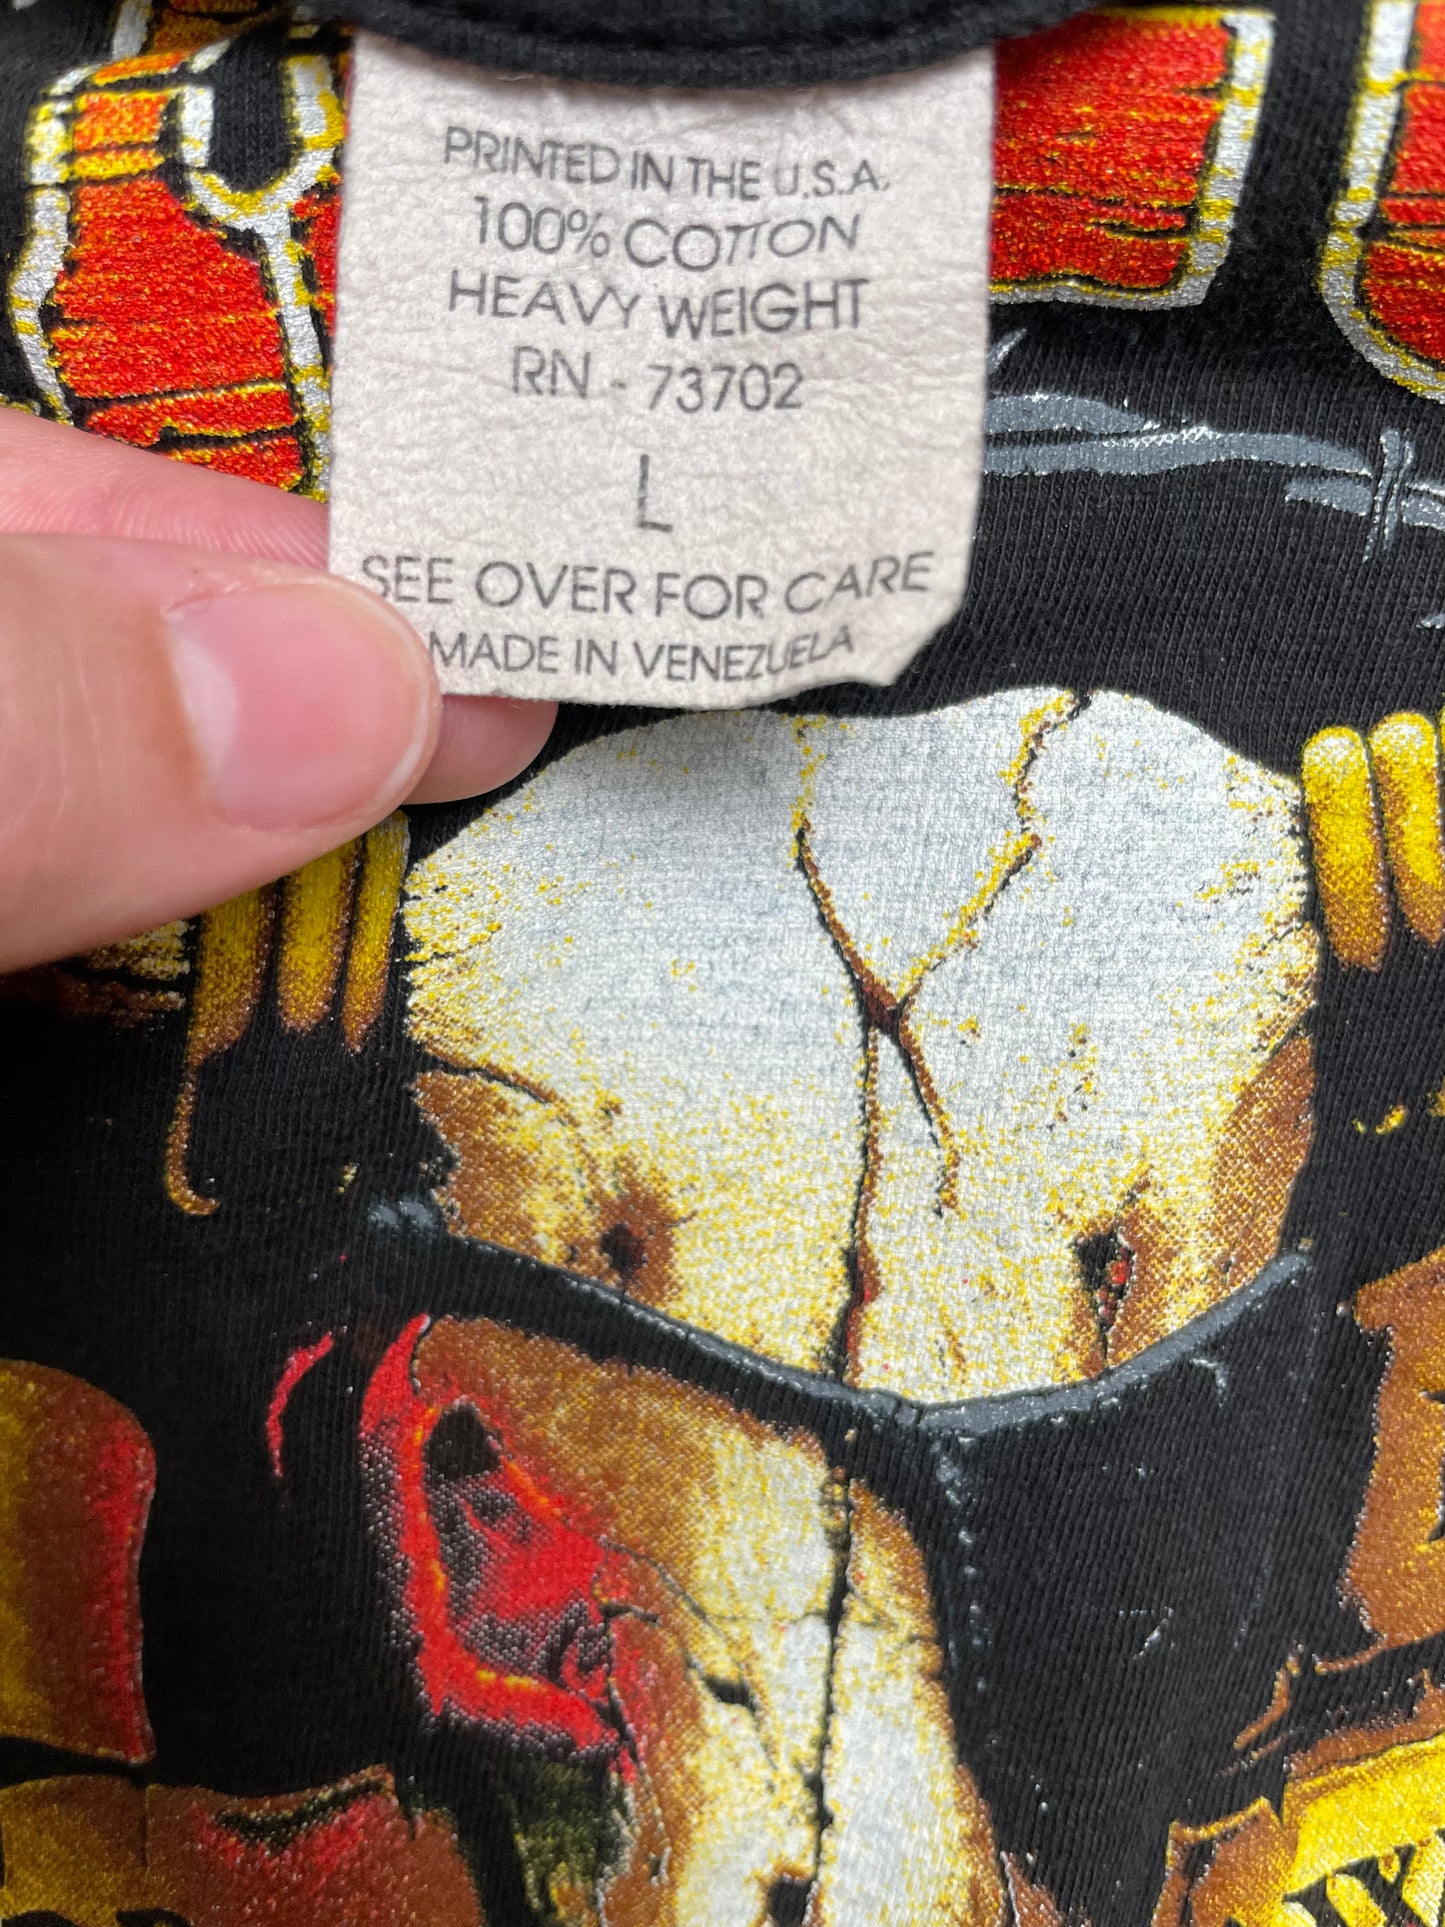 PRINTED IN THE U.S.A.
100% COTTON
HEAVY WEIGHT
RN - 73702
L
SEE OVER FOR CARE
MADE IN VENEZUELA